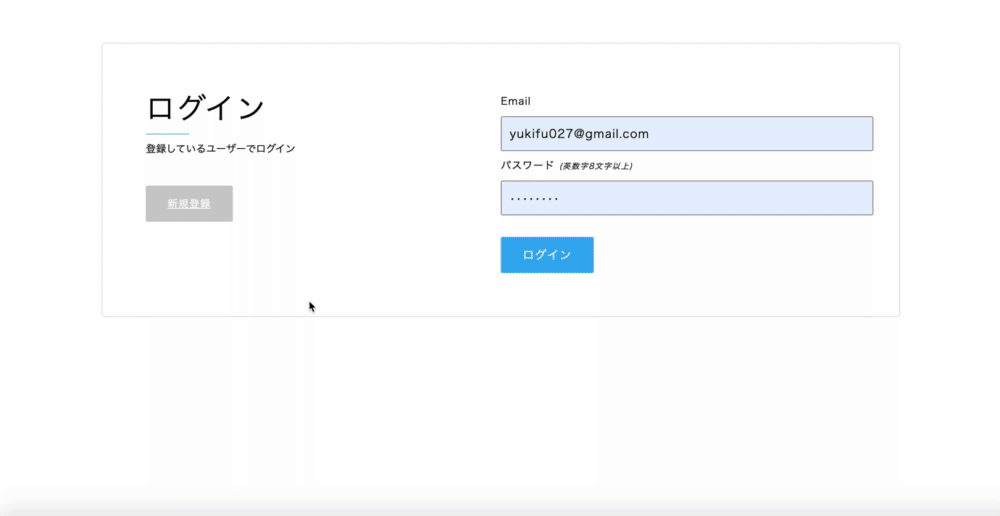 ログイン
登録しているユーザーでログイン
新規登録
Email
yukifu027@gmail.com
パスワード (英数字8文字以上)
ログイン